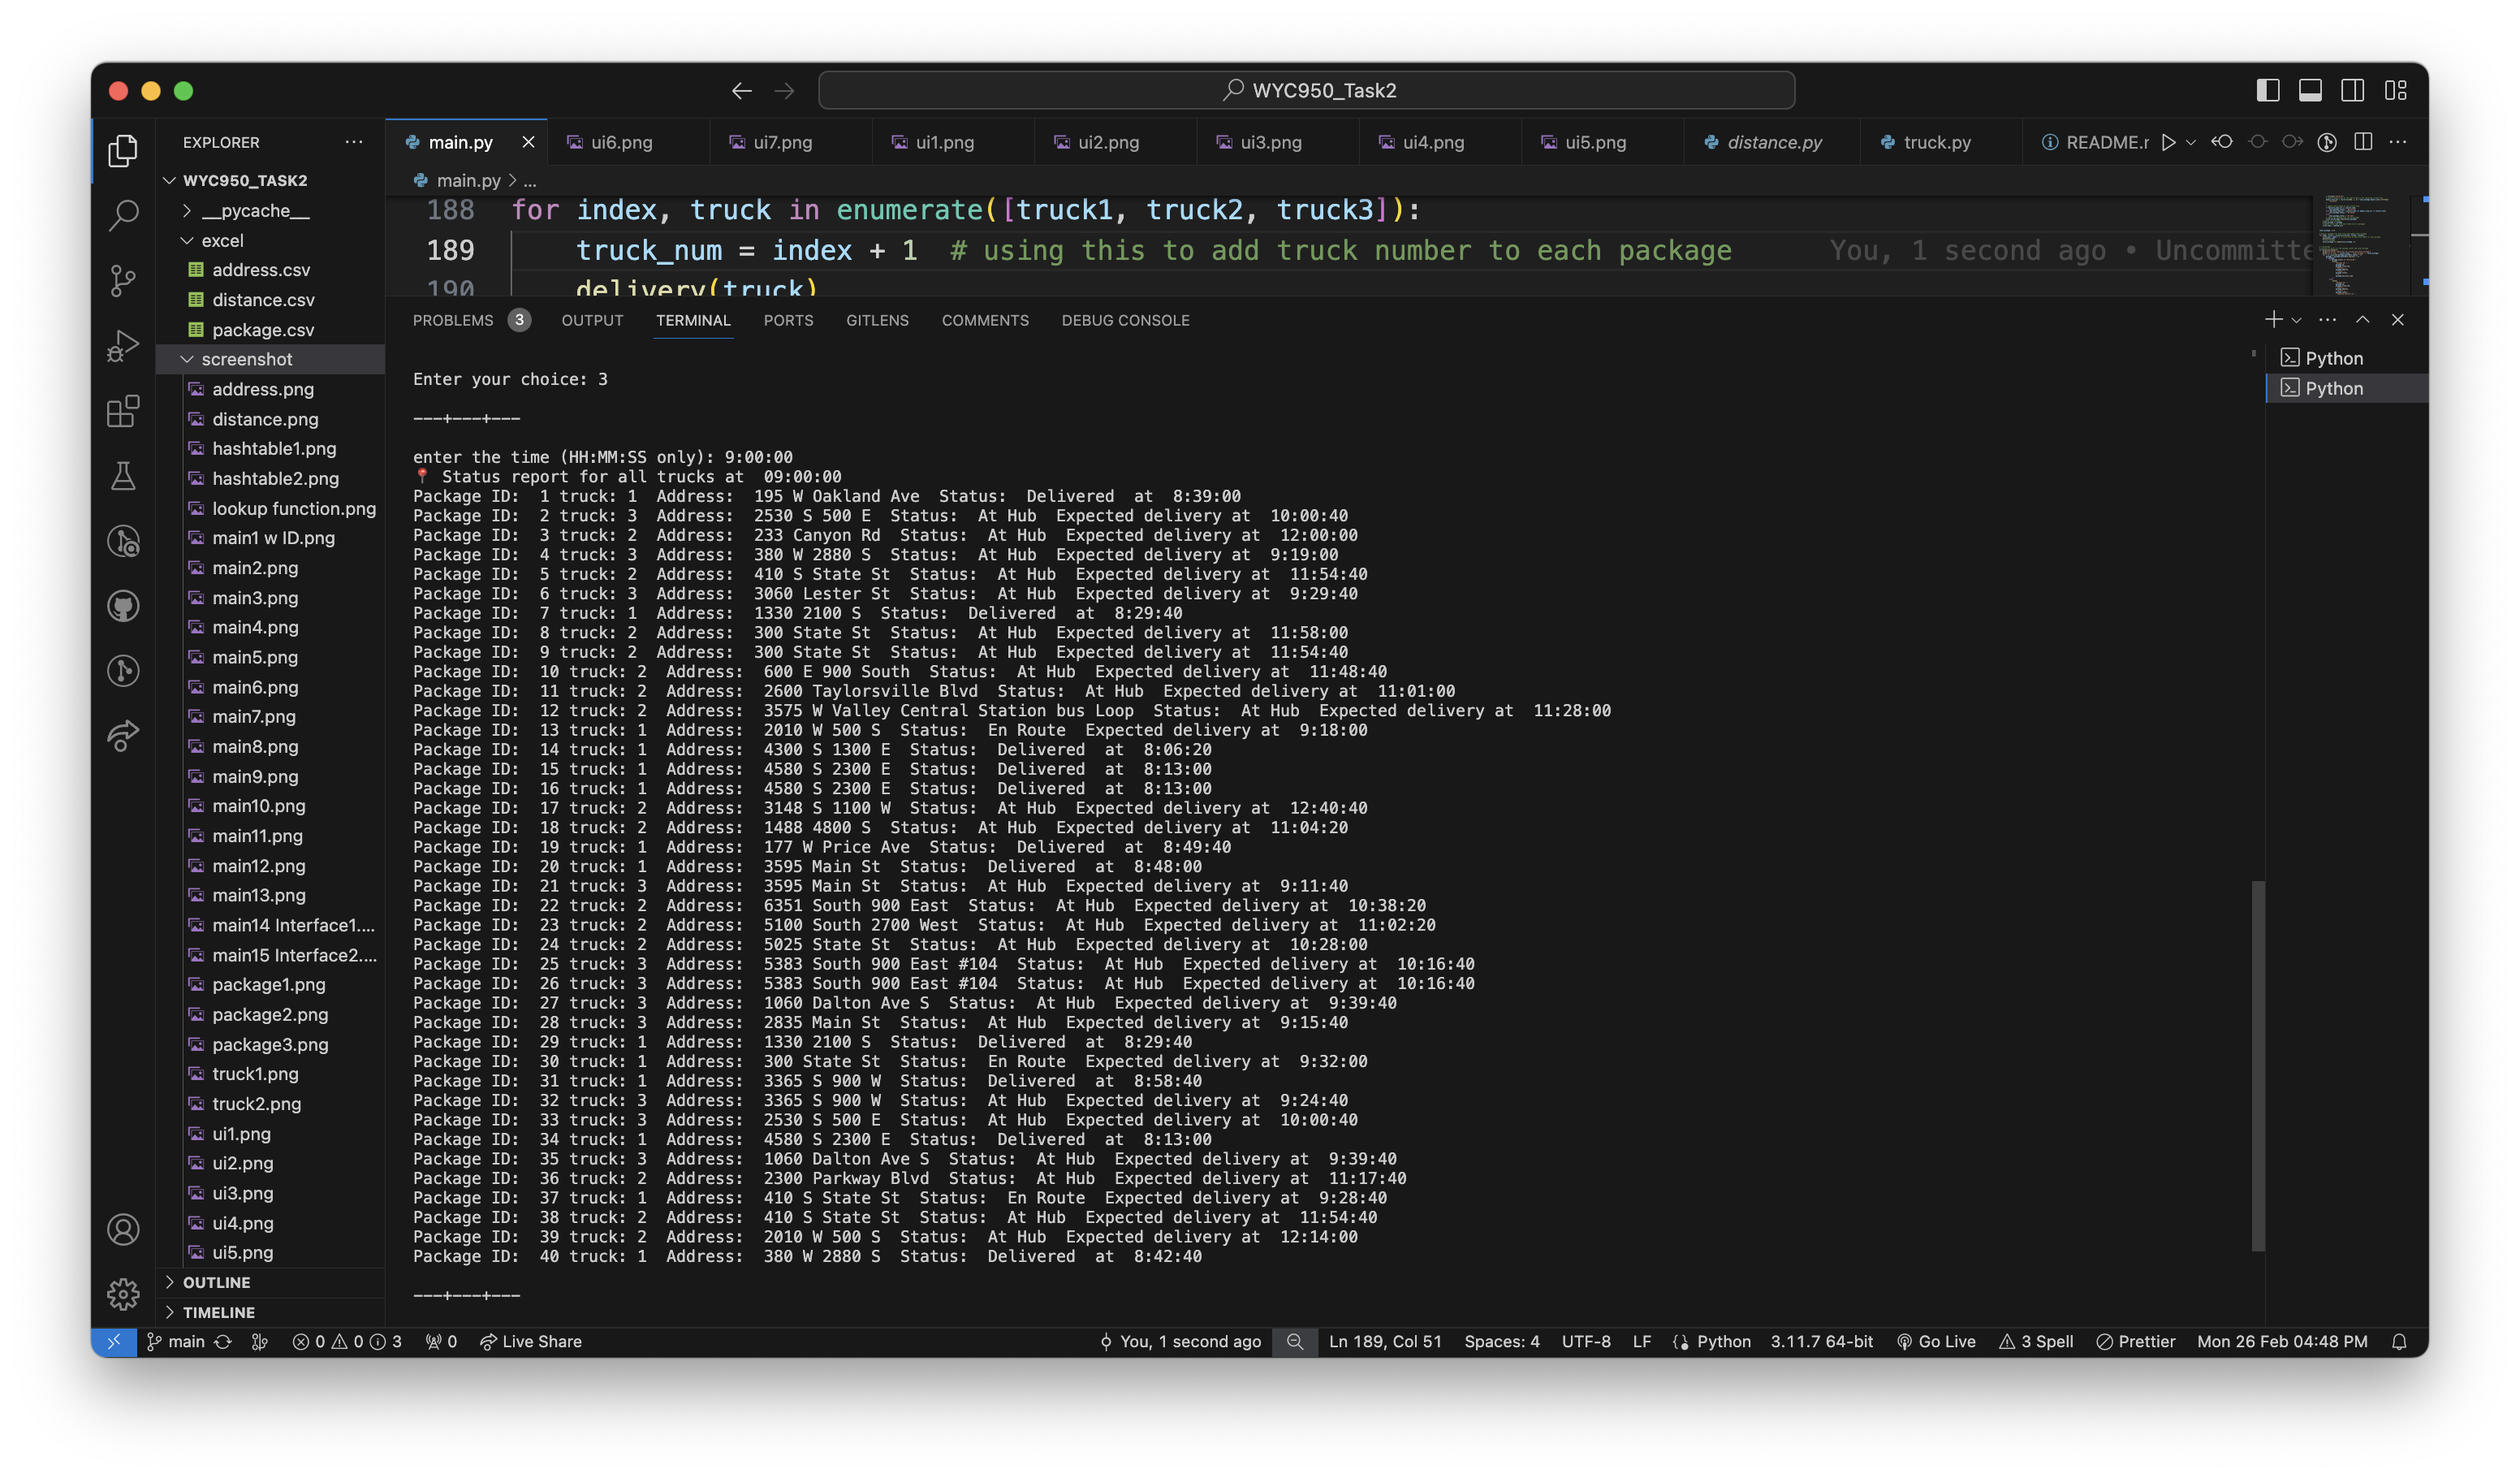 WYC950_Task2
EXPLORER
main.py
ui6.png
ui7.png
ui1.png
ui2.png
ui3.png
ui4.png
ui5.png
distance.py
truck.py
README.r
WYC950_TASK2
__pycache__
excel
address.csv
distance.csv
package.csv
screenshot
address.png
distance.png
hashtable1.png
hashtable2.png
lookup function.png
main1 w ID.png
main2.png
main3.png
main4.png
main5.png
main6.png
main7.png
main8.png
main9.png
main10.png
main11.png
main12.png
main13.png
main14 Interface1....
main15 Interface2....
package1.png
package2.png
package3.png
truck1.png
truck2.png
ui1.png
ui2.png
ui3.png
ui4.png
ui5.png
OUTLINE
TIMELINE
main.py > ...
188 for index, truck in enumerate([truck1, truck2, truck3]):
189 truck_num = index + 1 # using this to add truck number to each package You, 1 second ago • Uncommitte
190 delivery(truck)
PROBLEMS 3 OUTPUT TERMINAL PORTS GITLENS COMMENTS DEBUG CONSOLE
Python
Python
Enter your choice: 3
---+---+---
enter the time (HH:MM:SS only): 9:00:00
📍 Status report for all trucks at  09:00:00
Package ID:  1 truck: 1  Address:  195 W Oakland Ave  Status:  Delivered  at  8:39:00
Package ID:  2 truck: 3  Address:  2530 S 500 E  Status:  At Hub  Expected delivery at  10:00:40
Package ID:  3 truck: 2  Address:  233 Canyon Rd  Status:  At Hub  Expected delivery at  12:00:00
Package ID:  4 truck: 3  Address:  380 W 2880 S  Status:  At Hub  Expected delivery at  9:19:00
Package ID:  5 truck: 2  Address:  410 S State St  Status:  At Hub  Expected delivery at  11:54:40
Package ID:  6 truck: 3  Address:  3060 Lester St  Status:  At Hub  Expected delivery at  9:29:40
Package ID:  7 truck: 1  Address:  1330 2100 S  Status:  Delivered  at  8:29:40
Package ID:  8 truck: 2  Address:  300 State St  Status:  At Hub  Expected delivery at  11:58:00
Package ID:  9 truck: 2  Address:  300 State St  Status:  At Hub  Expected delivery at  11:54:40
Package ID:  10 truck: 2  Address:  600 E 900 South  Status:  At Hub  Expected delivery at  11:48:40
Package ID:  11 truck: 2  Address:  2600 Taylorsville Blvd  Status:  At Hub  Expected delivery at  11:01:00
Package ID:  12 truck: 2  Address:  3575 W Valley Central Station bus Loop  Status:  At Hub  Expected delivery at  11:28:00
Package ID:  13 truck: 1  Address:  2010 W 500 S  Status:  En Route  Expected delivery at  9:18:00
Package ID:  14 truck: 1  Address:  4300 S 1300 E  Status:  Delivered  at  8:06:20
Package ID:  15 truck: 1  Address:  4580 S 2300 E  Status:  Delivered  at  8:13:00
Package ID:  16 truck: 1  Address:  4580 S 2300 E  Status:  Delivered  at  8:13:00
Package ID:  17 truck: 2  Address:  3148 S 1100 W  Status:  At Hub  Expected delivery at  12:40:40
Package ID:  18 truck: 2  Address:  1488 4800 S  Status:  At Hub  Expected delivery at  11:04:20
Package ID:  19 truck: 1  Address:  177 W Price Ave  Status:  Delivered  at  8:49:40
Package ID:  20 truck: 1  Address:  3595 Main St  Status:  Delivered  at  8:48:00
Package ID:  21 truck: 3  Address:  3595 Main St  Status:  At Hub  Expected delivery at  9:11:40
Package ID:  22 truck: 2  Address:  6351 South 900 East  Status:  At Hub  Expected delivery at  10:38:20
Package ID:  23 truck: 2  Address:  5100 South 2700 West  Status:  At Hub  Expected delivery at  11:02:20
Package ID:  24 truck: 2  Address:  5025 State St  Status:  At Hub  Expected delivery at  10:28:00
Package ID:  25 truck: 3  Address:  5383 South 900 East #104  Status:  At Hub  Expected delivery at  10:16:40
Package ID:  26 truck: 3  Address:  5383 South 900 East #104  Status:  At Hub  Expected delivery at  10:16:40
Package ID:  27 truck: 3  Address:  1060 Dalton Ave S  Status:  At Hub  Expected delivery at  9:39:40
Package ID:  28 truck: 3  Address:  2835 Main St  Status:  At Hub  Expected delivery at  9:15:40
Package ID:  29 truck: 1  Address:  1330 2100 S  Status:  Delivered  at  8:29:40
Package ID:  30 truck: 1  Address:  300 State St  Status:  En Route  Expected delivery at  9:32:00
Package ID:  31 truck: 1  Address:  3365 S 900 W  Status:  Delivered  at  8:58:40
Package ID:  32 truck: 3  Address:  3365 S 900 W  Status:  At Hub  Expected delivery at  9:24:40
Package ID:  33 truck: 3  Address:  2530 S 500 E  Status:  At Hub  Expected delivery at  10:00:40
Package ID:  34 truck: 1  Address:  4580 S 2300 E  Status:  Delivered  at  8:13:00
Package ID:  35 truck: 3  Address:  1060 Dalton Ave S  Status:  At Hub  Expected delivery at  9:39:40
Package ID:  36 truck: 2  Address:  2300 Parkway Blvd  Status:  At Hub  Expected delivery at  11:17:40
Package ID:  37 truck: 1  Address:  410 S State St  Status:  En Route  Expected delivery at  9:28:40
Package ID:  38 truck: 2  Address:  410 S State St  Status:  At Hub  Expected delivery at  11:54:40
Package ID:  39 truck: 2  Address:  2010 W 500 S  Status:  At Hub  Expected delivery at  12:14:00
Package ID:  40 truck: 1  Address:  380 W 2880 S  Status:  Delivered  at  8:42:40
---+---+---
main 0 0 3 0 Live Share You, 1 second ago Ln 189, Col 51 Spaces: 4 UTF-8 LF Python 3.11.7 64-bit Go Live 3 Spell Prettier Mon 26 Feb 04:48 PM